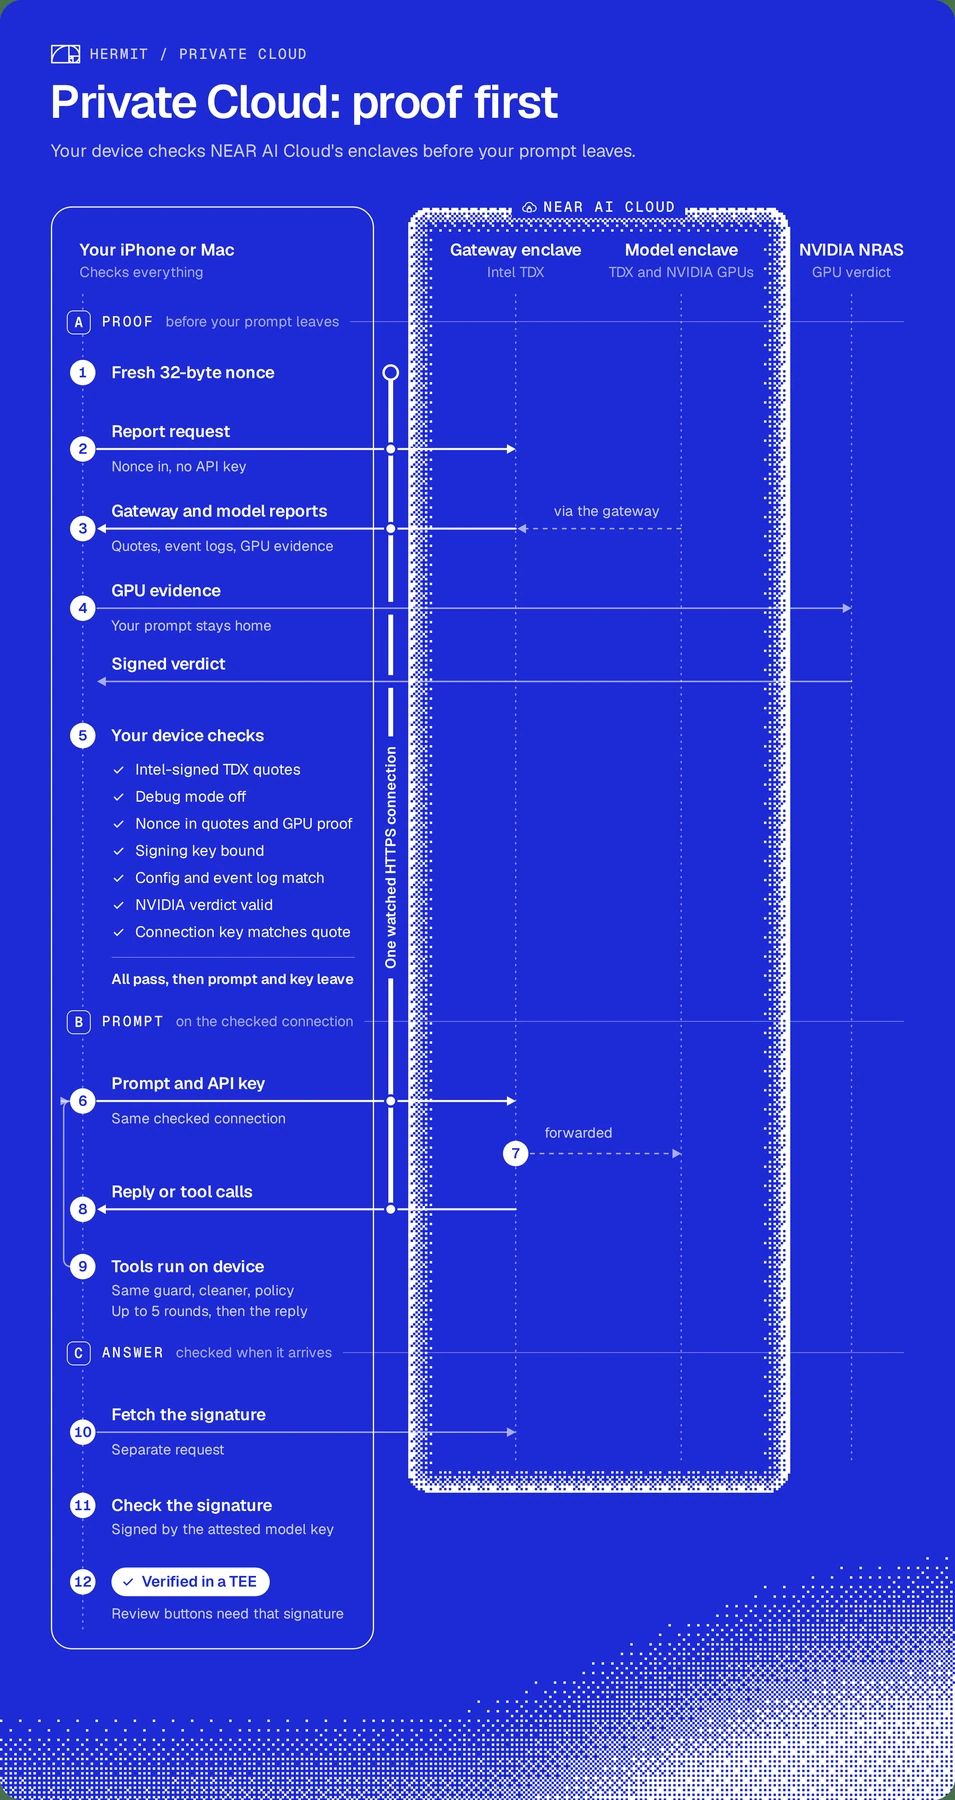 HERMIT / PRIVATE CLOUD
Private Cloud: proof first
Your device checks NEAR AI Cloud's enclaves before your prompt leaves.
NEAR AI CLOUD
Your iPhone or Mac
Checks everything
Gateway enclave
Intel TDX
Model enclave
TDX and NVIDIA GPUs
NVIDIA NRAS
GPU verdict
A PROOF before your prompt leaves
1 Fresh 32-byte nonce
Report request
2
Nonce in, no API key
Gateway and model reports
via the gateway
3
Quotes, event logs, GPU evidence
GPU evidence
4
Your prompt stays home
Signed verdict
5 Your device checks
Intel-signed TDX quotes
Debug mode off
Nonce in quotes and GPU proof
Signing key bound
Config and event log match
NVIDIA verdict valid
Connection key matches quote
One watched HTTPS connection
All pass, then prompt and key leave
B PROMPT on the checked connection
Prompt and API key
6
Same checked connection
forwarded
7
Reply or tool calls
8
9 Tools run on device
Same guard, cleaner, policy
Up to 5 rounds, then the reply
C ANSWER checked when it arrives
Fetch the signature
10
Separate request
11 Check the signature
Signed by the attested model key
12 Verified in a TEE
Review buttons need that signature